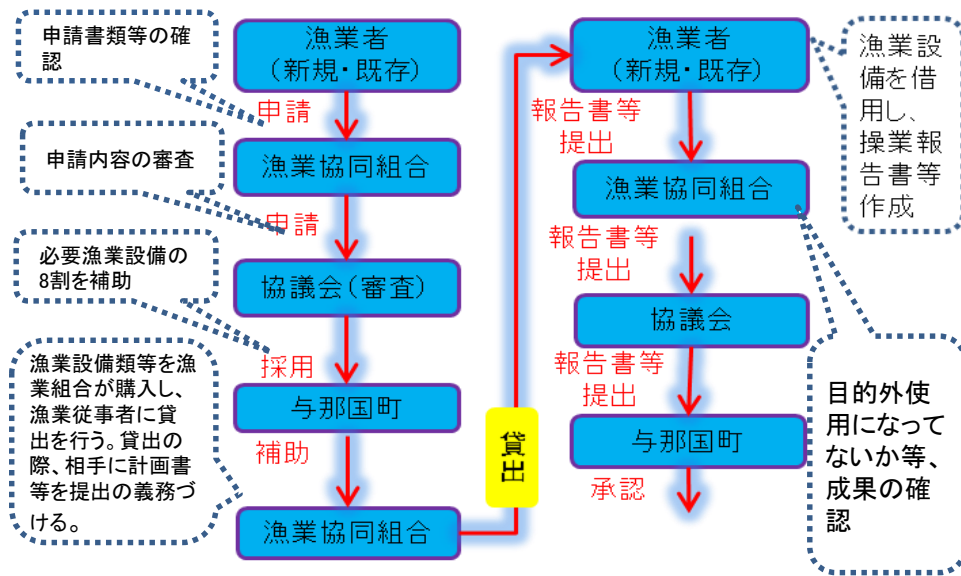 申請書類等の確
認
漁業者
(新規・既存)
申請
申請内容の審査
漁業協同組合
申請
必要漁業設備の
8割を補助
協議会(審査)
採用
漁業設備類等を漁
業組合が購入し、
漁業従事者に貸
出を行う。貸出の
際、相手に計画書
等を提出の義務づ
ける。
与那国町
補助
漁業協同組合
貸出
漁業者
(新規・既存)
漁業設
備を借
用し、
操業報
告書等
作成
報告書等
提出
漁業協同組合
報告書等
提出
協議会
報告書等
提出
目的外使
用になって
ないか等、
成果の確
認
与那国町
承認